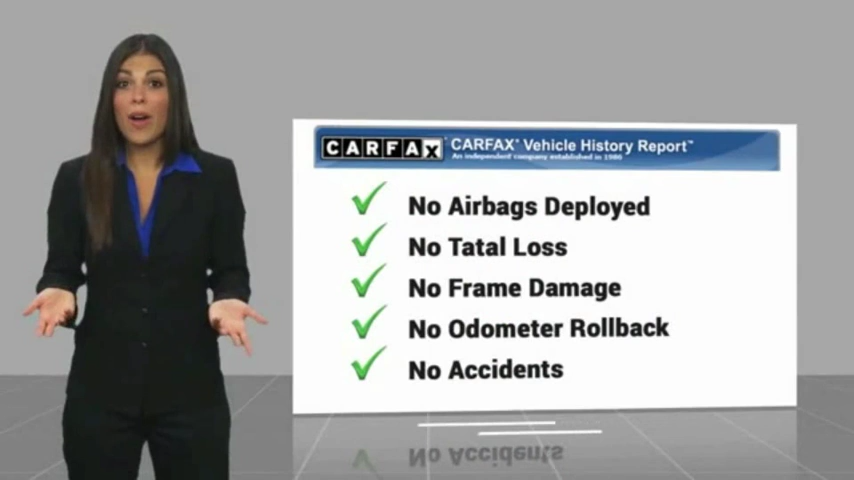 CARFAX CARFAX® Vehicle History Report™
An independent company established in 1986
No Airbags Deployed
No Tatal Loss
No Frame Damage
No Odometer Rollback
No Accidents
No Accidents